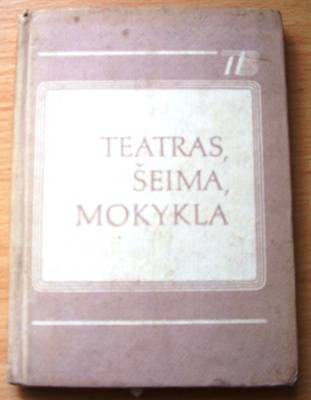 TEATRAS,
ŠEIMA,
MOKYKLA